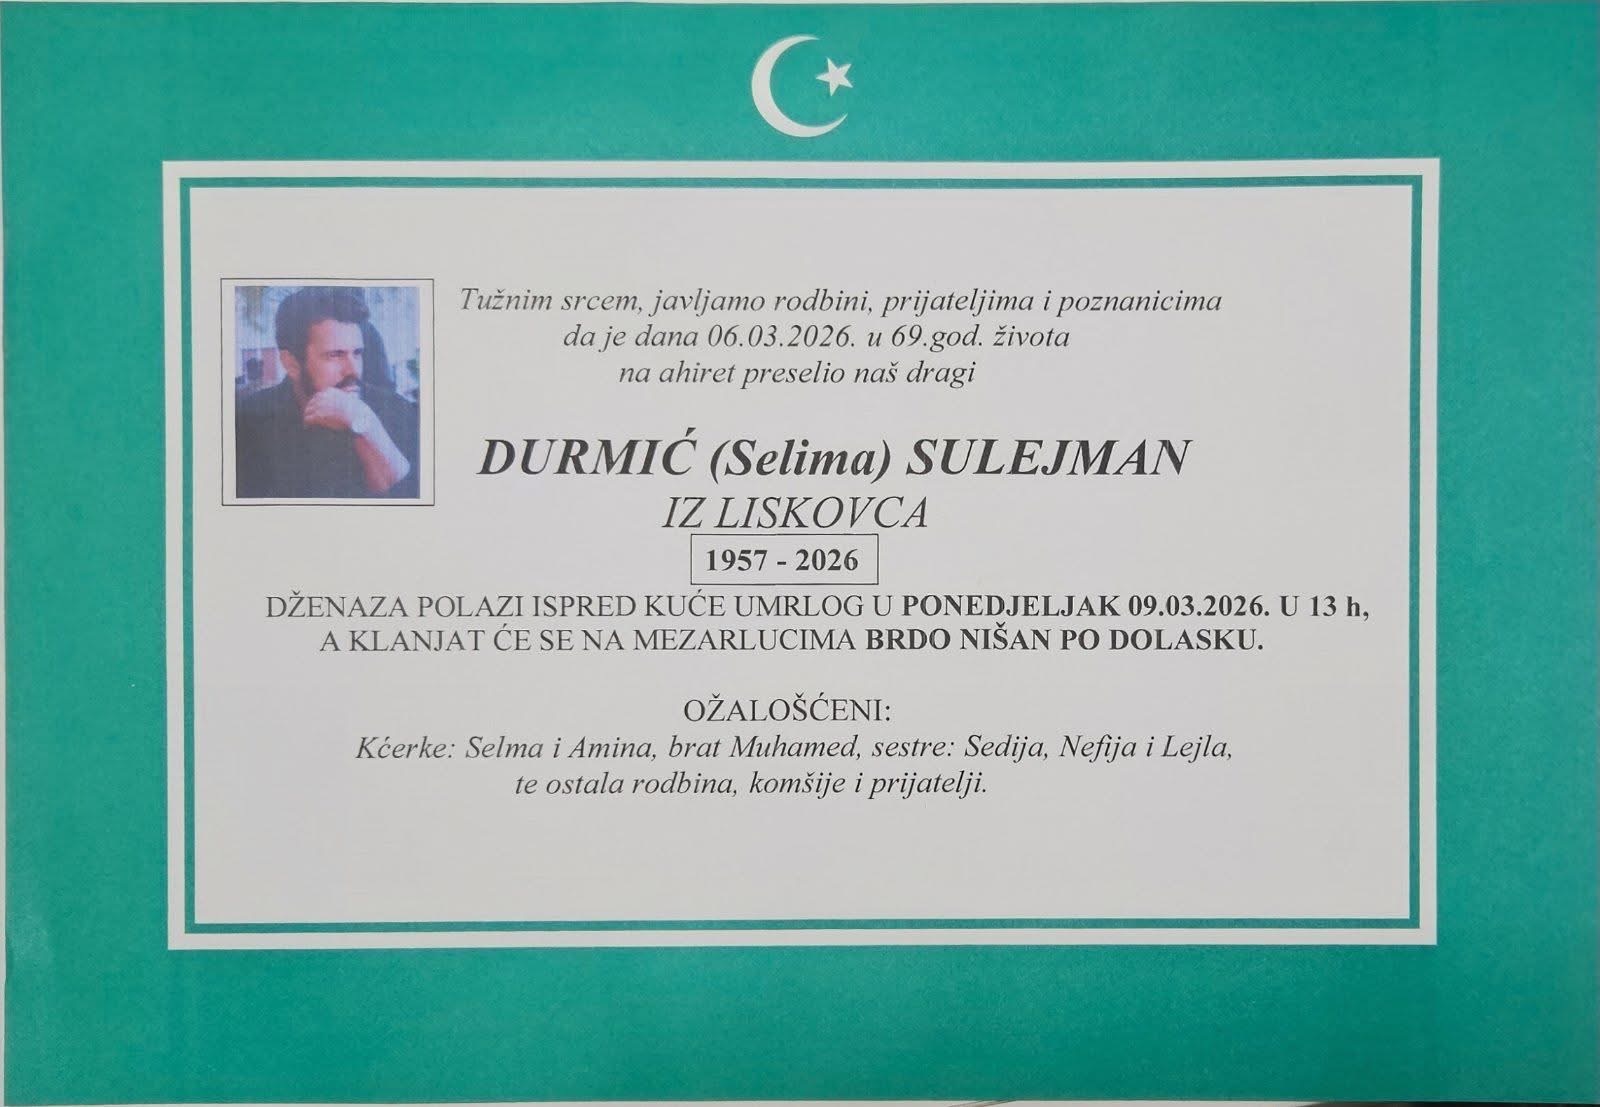 Tužnim srcem, javljamo rodbini, prijateljima i poznanicima
da je dana 06.03.2026. u 69.god. života
na ahiret preselio naš dragi
DURMIĆ (Selima) SULEJMAN
IZ LISKOVCA
1957 - 2026
DŽENAZA POLAZI ISPRED KUĆE UMRLOG U PONEDJELJAK 09.03.2026. U 13 h,
A KLANJAT ĆE SE NA MEZARLUCIMA BRDO NIŠAN PO DOLASKU.
OŽALOŠĆENI:
Kćerke: Selma i Amina, brat Muhamed, sestre: Sedija, Nefija i Lejla,
te ostala rodbina, komšije i prijatelji.